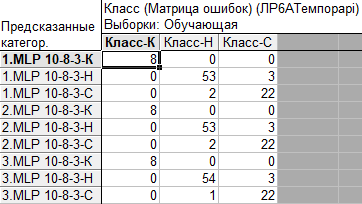 Класс (Матрица ошибок) (ЛР6АТемпорарі)
Предсказанные Выборки: Обучающая
категор. Класс-К Класс-Н Класс-С
1.MLP 10-8-3-К 8 0 0
1.MLP 10-8-3-Н 0 53 3
1.MLP 10-8-3-С 0 2 22
2.MLP 10-8-3-К 8 0 0
2.MLP 10-8-3-Н 0 53 3
2.MLP 10-8-3-С 0 2 22
3.MLP 10-8-3-К 8 0 0
3.MLP 10-8-3-Н 0 54 3
3.MLP 10-8-3-С 0 1 22